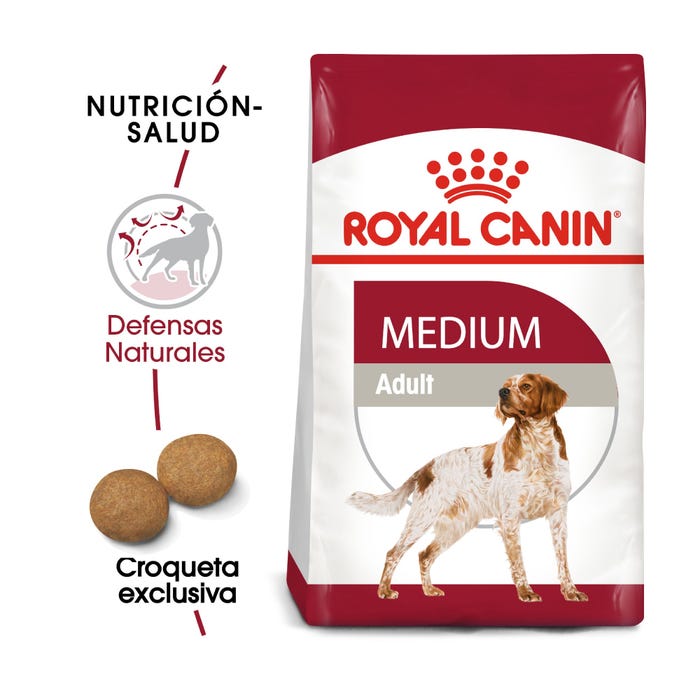 NUTRICIÓN-
SALUD
Defensas
Naturales
Croqueta
exclusiva
ROYAL CANIN®
MEDIUM
Adult